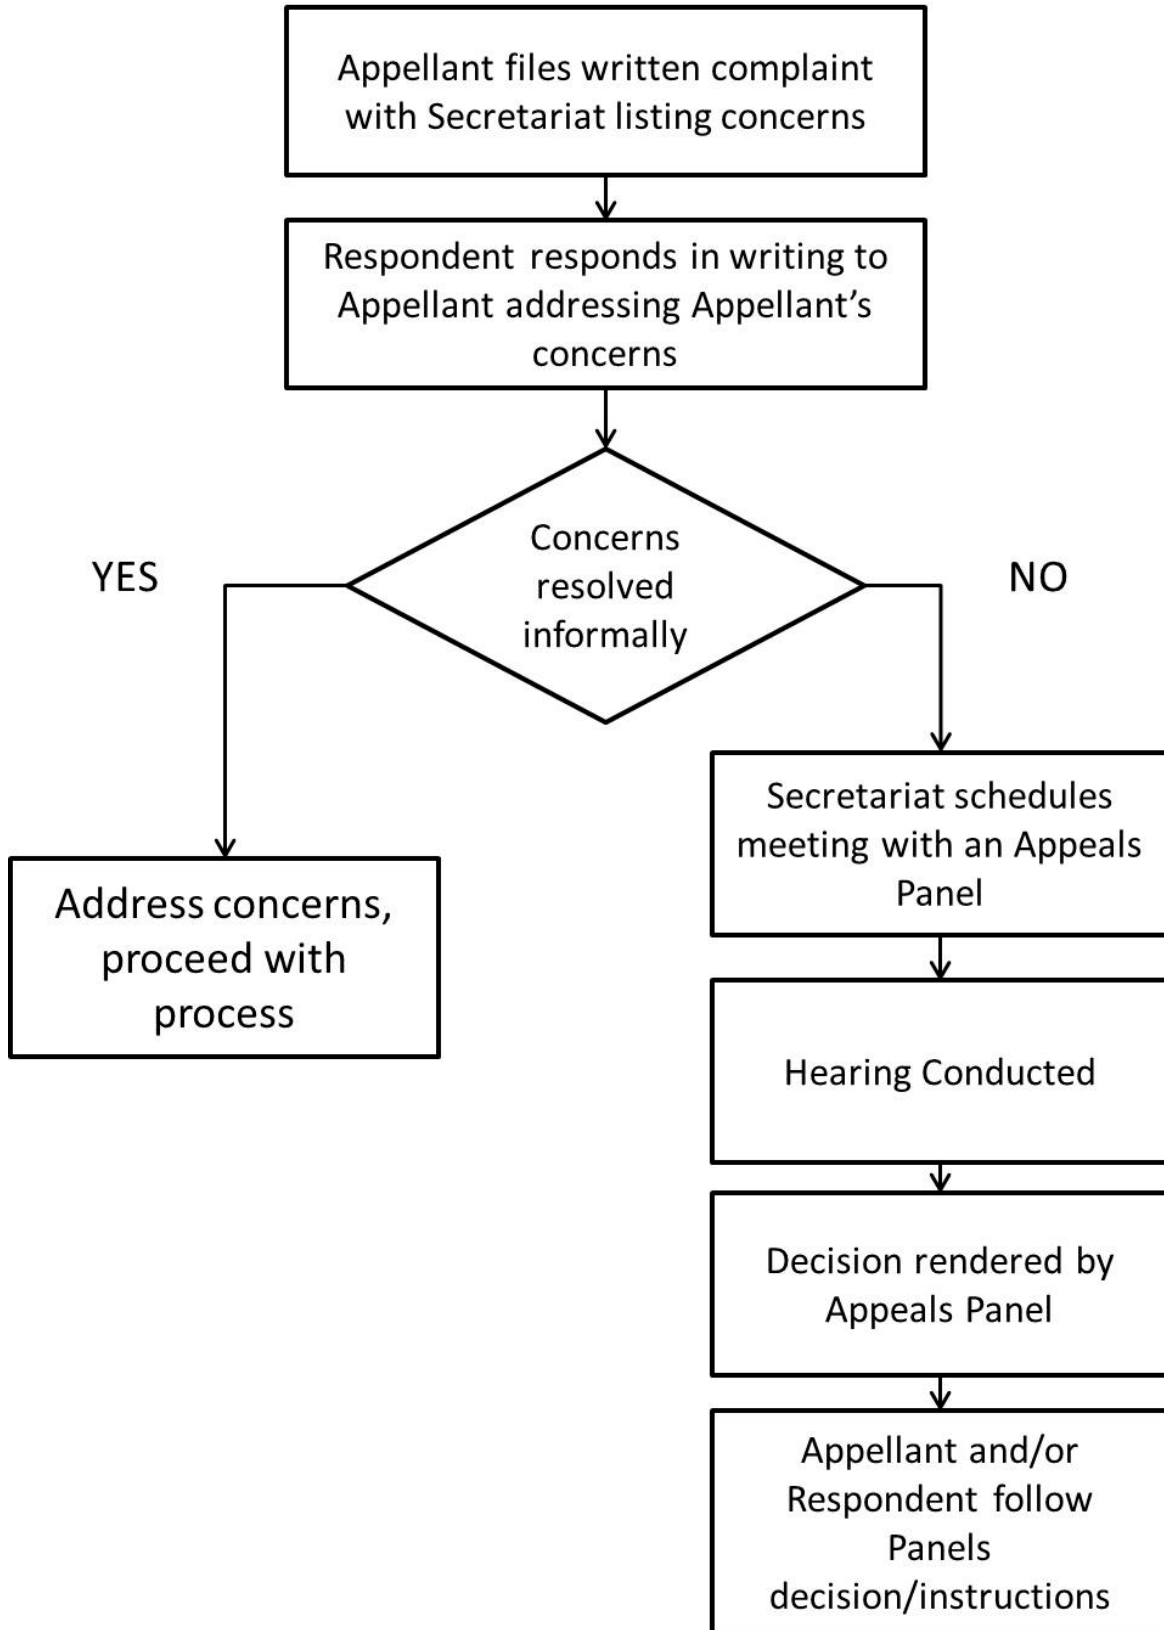 Appellant files written complaint
with Secretariat listing concerns
Respondent responds in writing to
Appellant addressing Appellant’s
concerns
Concerns
resolved
informally
YES
NO
Address concerns,
proceed with
process
Secretariat schedules
meeting with an Appeals
Panel
Hearing Conducted
Decision rendered by
Appeals Panel
Appellant and/or
Respondent follow
Panels
decision/instructions